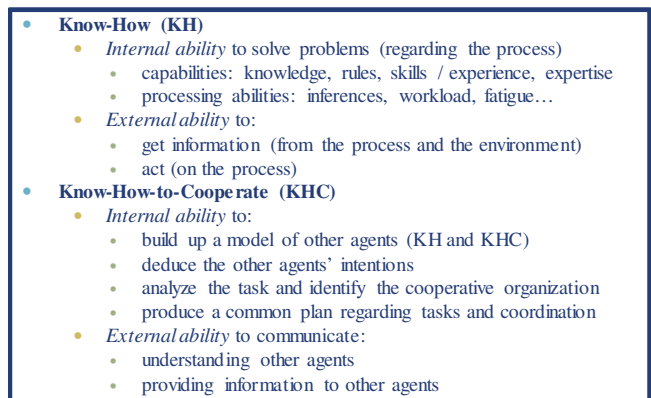 • Know-How (KH)
• Internal ability to solve problems (regarding the process)
• capabilities: knowledge, rules, skills / experience, expertise
• processing abilities: inferences, workload, fatigue…
• External ability to:
• get information (from the process and the environment)
• act (on the process)
• Know-How-to-Cooperate (KHC)
• Internal ability to:
• build up a model of other agents (KH and KHC)
• deduce the other agents’ intentions
• analyze the task and identify the cooperative organization
• produce a common plan regarding tasks and coordination
• External ability to communicate:
• understanding other agents
• providing information to other agents